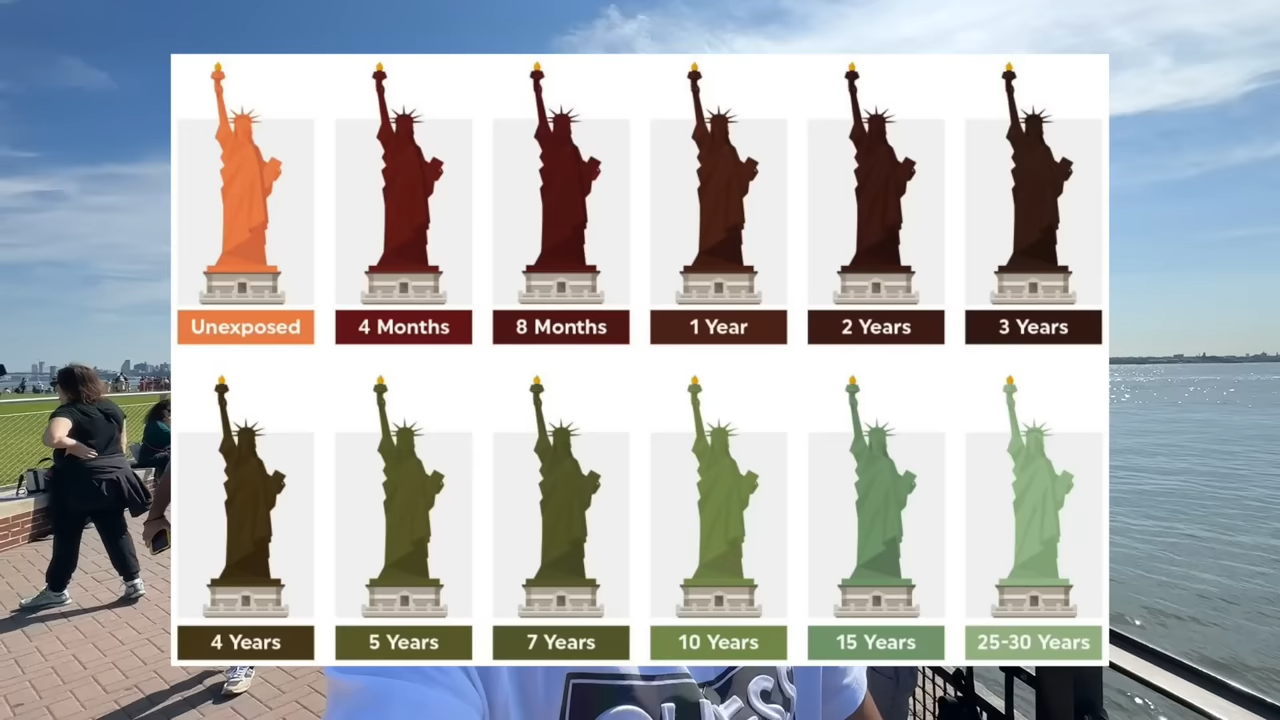 Unexposed
4 Months
8 Months
1 Year
2 Years
3 Years
4 Years
5 Years
7 Years
10 Years
15 Years
25-30 Years